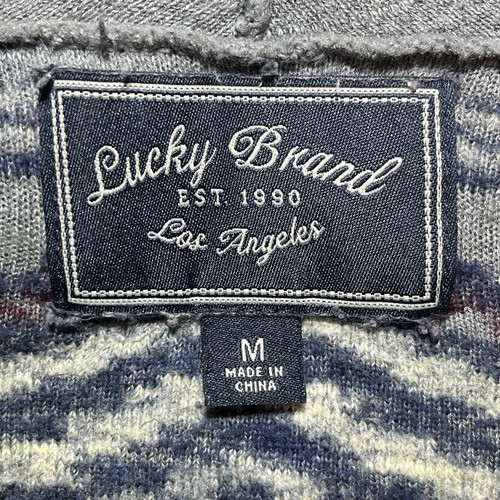 Lucky Brand
EST. 1990
Los Angeles
M
MADE IN
CHINA